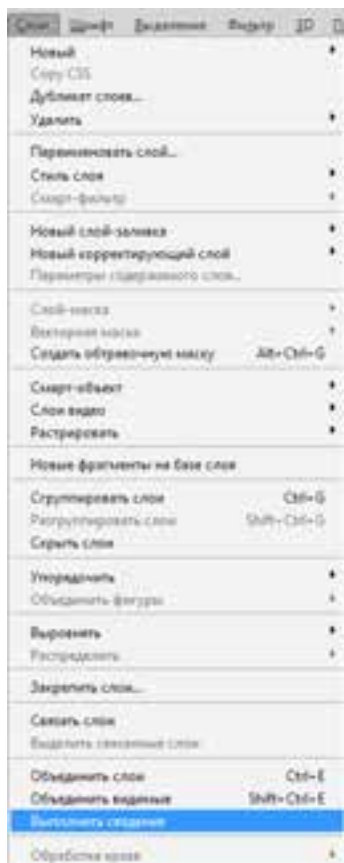 Слои Шрифт Выделение Фильтр 3D
Новый
Copy CSS
Дубликат слоев...
Удалить
Переименовать слой...
Стиль слоя
Смарт-фильтр
Новый слой-заливка
Новый корректирующий слой
Параметры содержимого слоя...
Слой-маска
Векторная маска
Создать обтравочную маску Alt+Ctrl+G
Смарт-объект
Слои видео
Растрировать
Новые фрагменты на базе слоя
Сгруппировать слои Ctrl+G
Разгруппировать слои Shift+Ctrl+G
Скрыть слои
Упорядочить
Объединить фигуры
Выровнять
Распределить
Закрепить слои...
Связать слои
Выделить связанные слои
Объединить слои Ctrl+E
Объединить видимые Shift+Ctrl+E
Выполнить сведение
Обработка краев